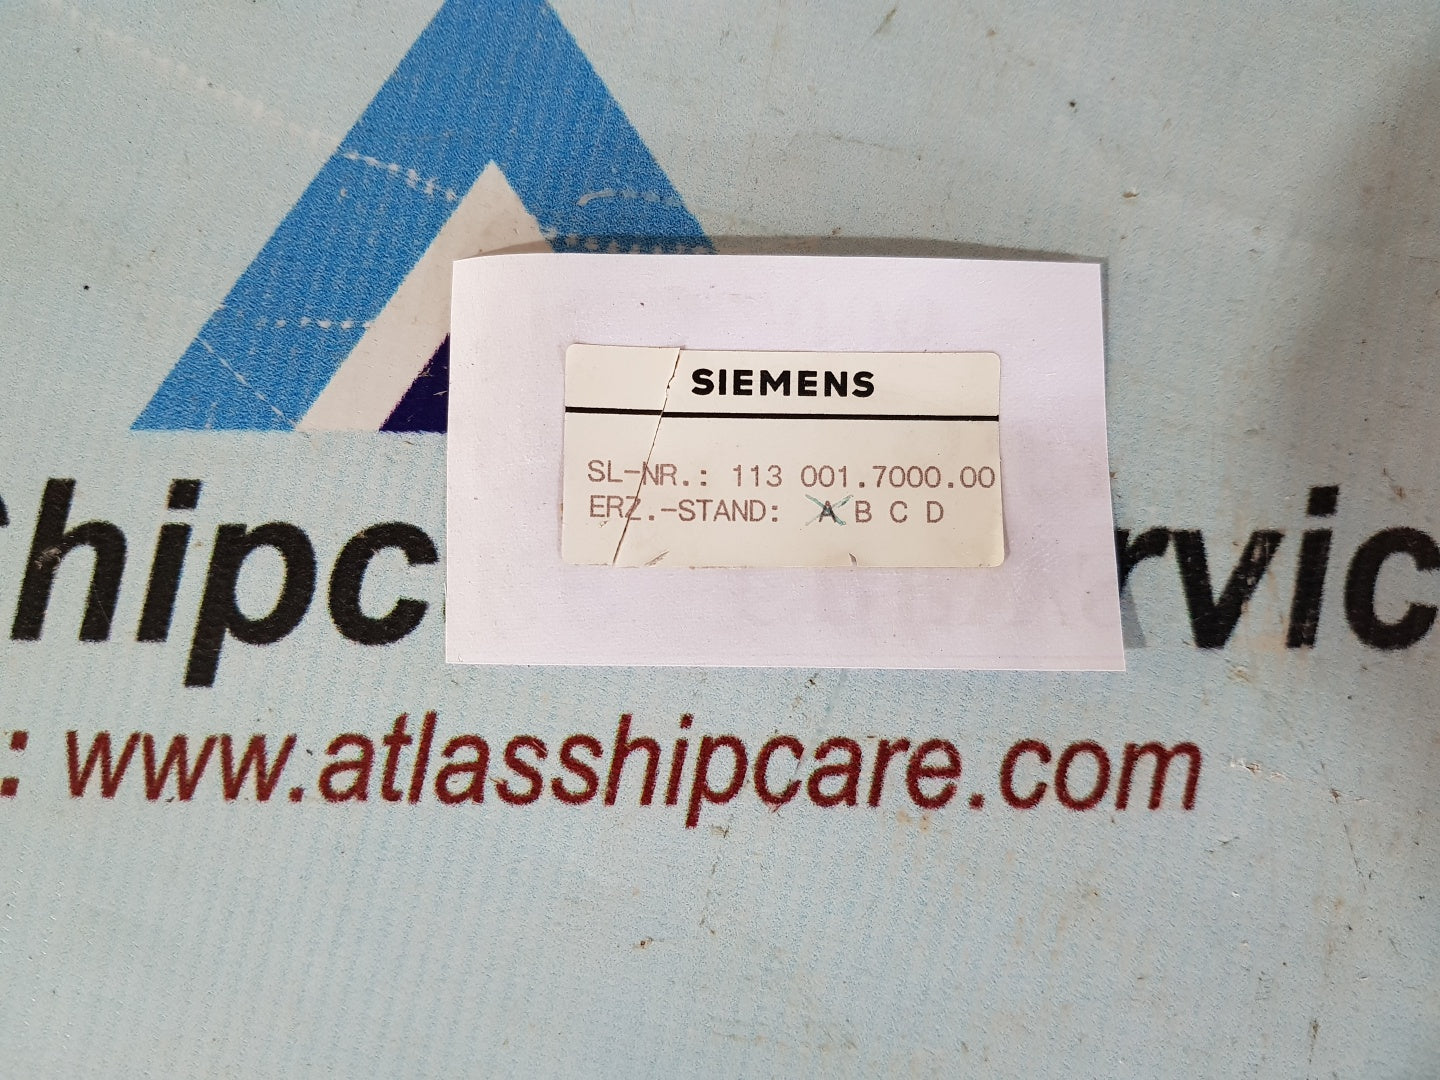 SIEMENS
SL-NR.: 113 001.7000.00
ERZ.-STAND: A B C D
hipc rvic
: www.atlasshipcare.com